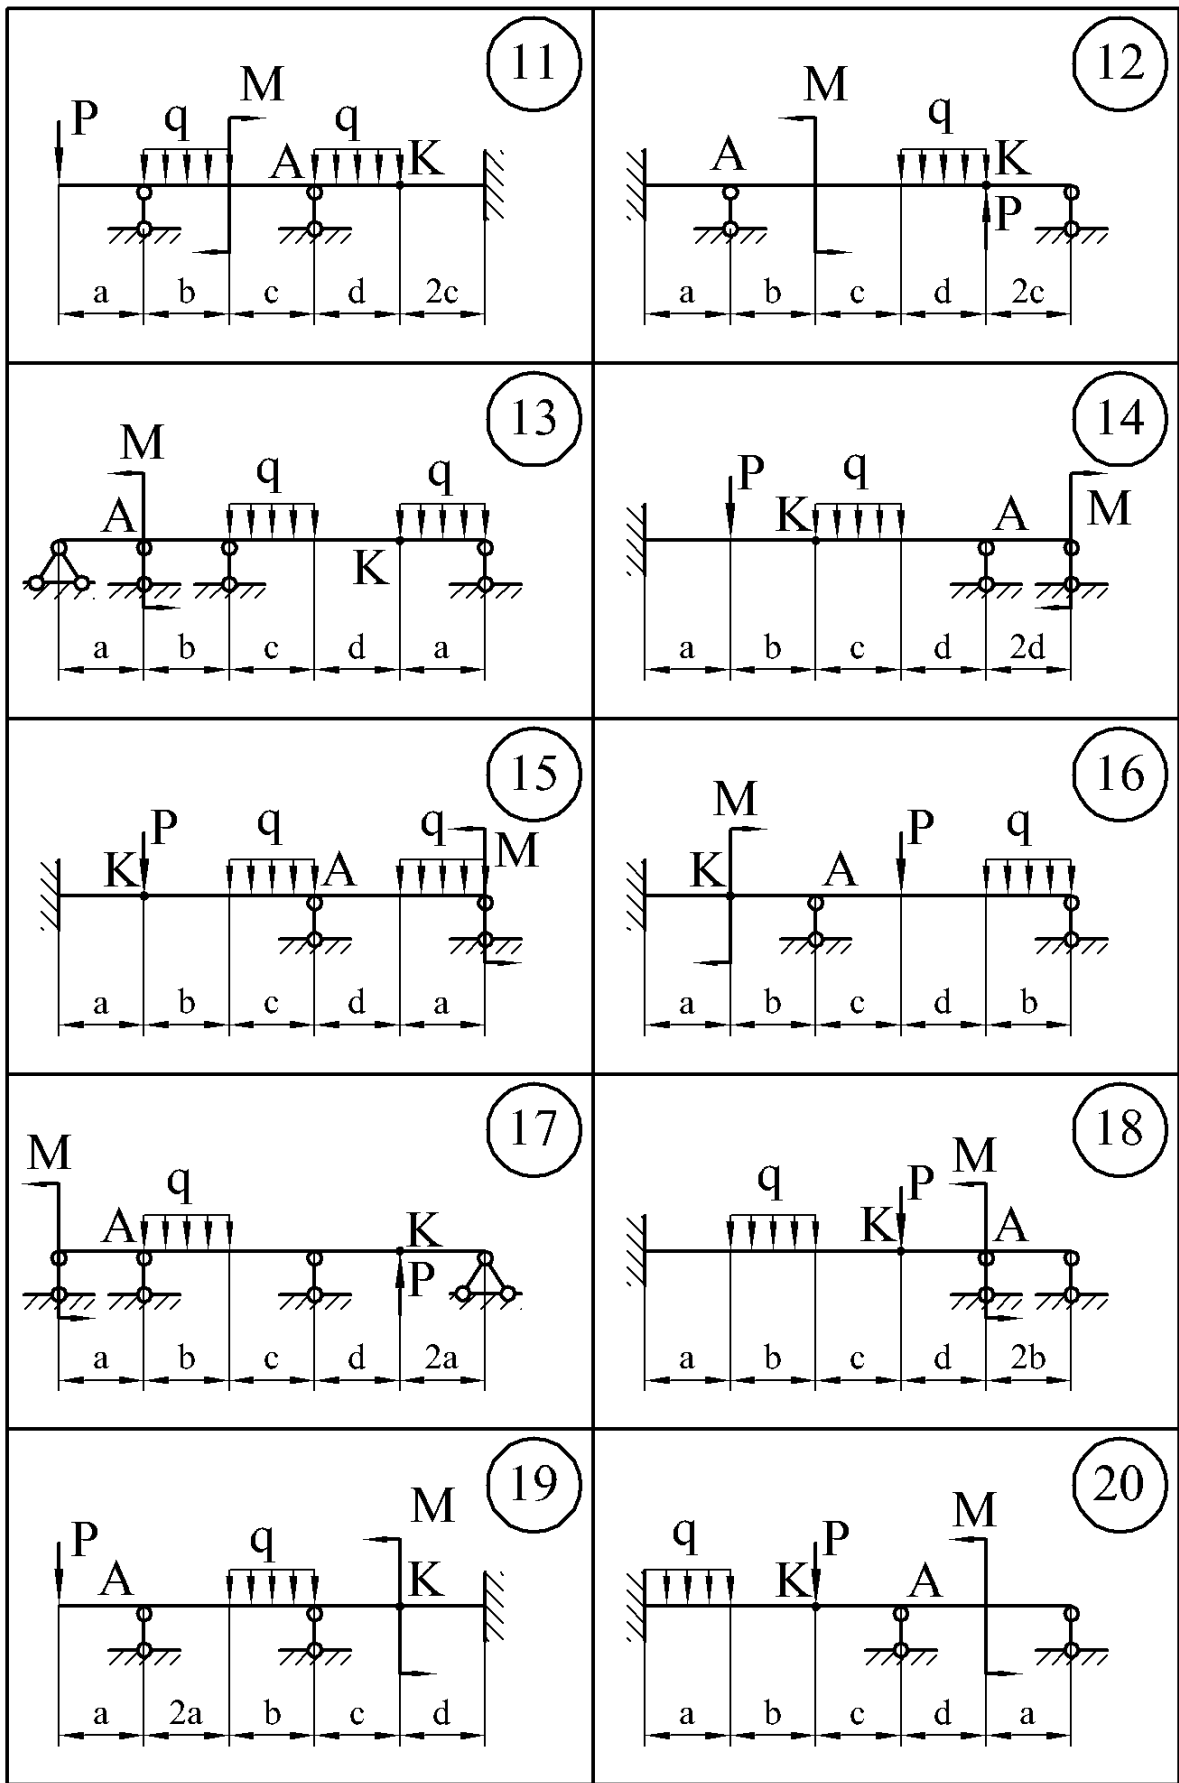 11
M
P q q
A K
a b c d 2c
12
M
q
A K
P
a b c d 2c
13
M
q q
A
K
a b c d a
14
P q
K A M
a b c d 2d
15
P q q M
K A
a b c d a
16
M P q
K A
a b c d b
17
M
q
A K
P
a b c d 2a
18
M
q P
K A
a b c d 2b
19
M
P q
A K
a 2a b c d
20
M
q P
K A
a b c d a